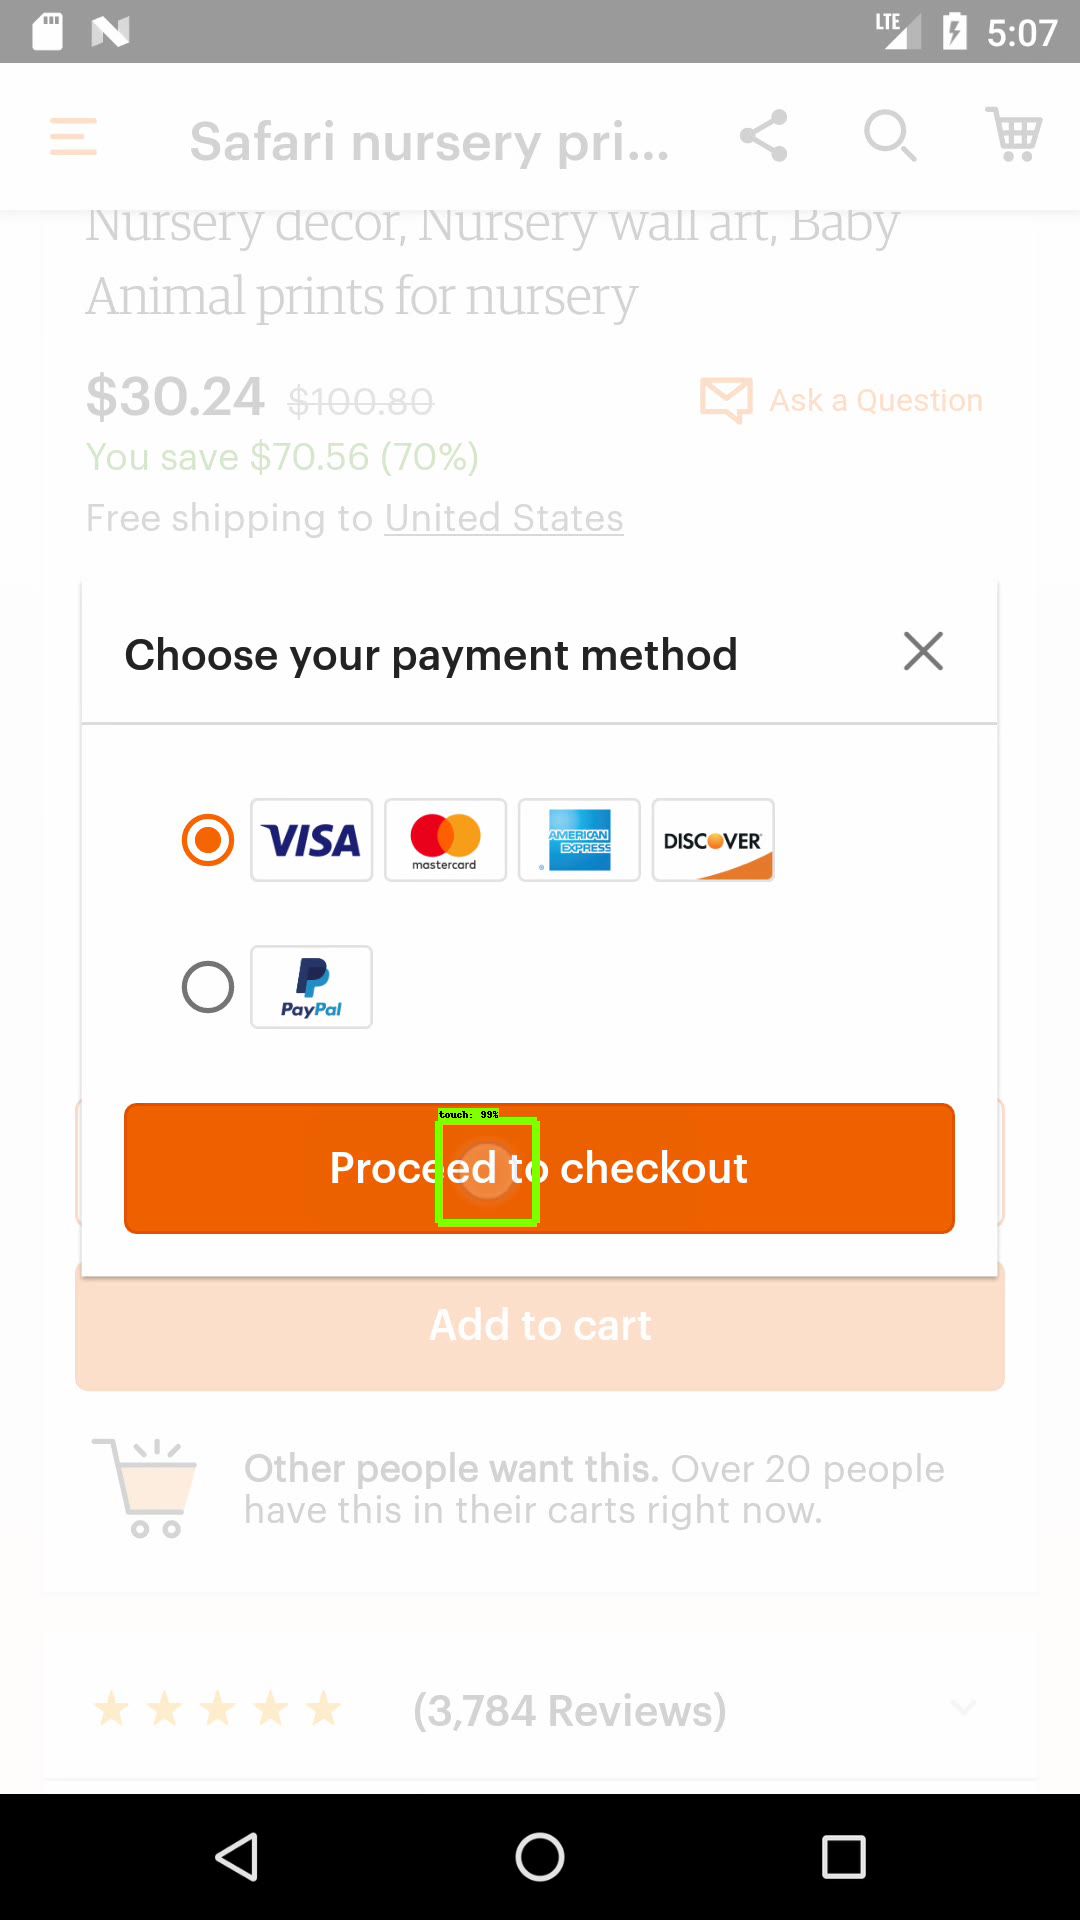 LTE 5:07
Safari nursery pri...
Nursery decor, Nursery wall art, Baby
Animal prints for nursery
$30.24 $100.80
Ask a Question
You save $70.56 (70%)
Free shipping to United States
Choose your payment method
VISA mastercard AMERICAN EXPRESS DISCOVER
PayPal
touch: 99%
Proceed to checkout
Add to cart
Other people want this. Over 20 people
have this in their carts right now.
(3,784 Reviews)